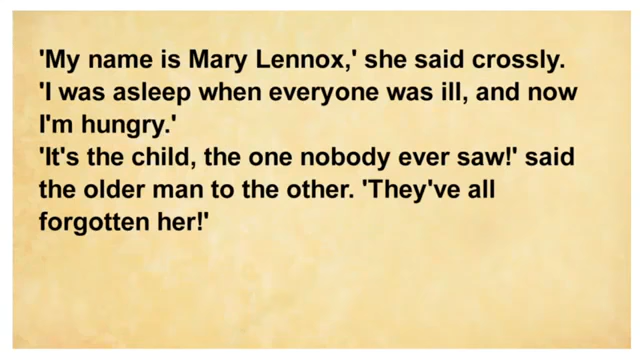 'My name is Mary Lennox,' she said crossly.
'I was asleep when everyone was ill, and now
I'm hungry.'
'It's the child, the one nobody ever saw!' said
the older man to the other. 'They've all
forgotten her!'